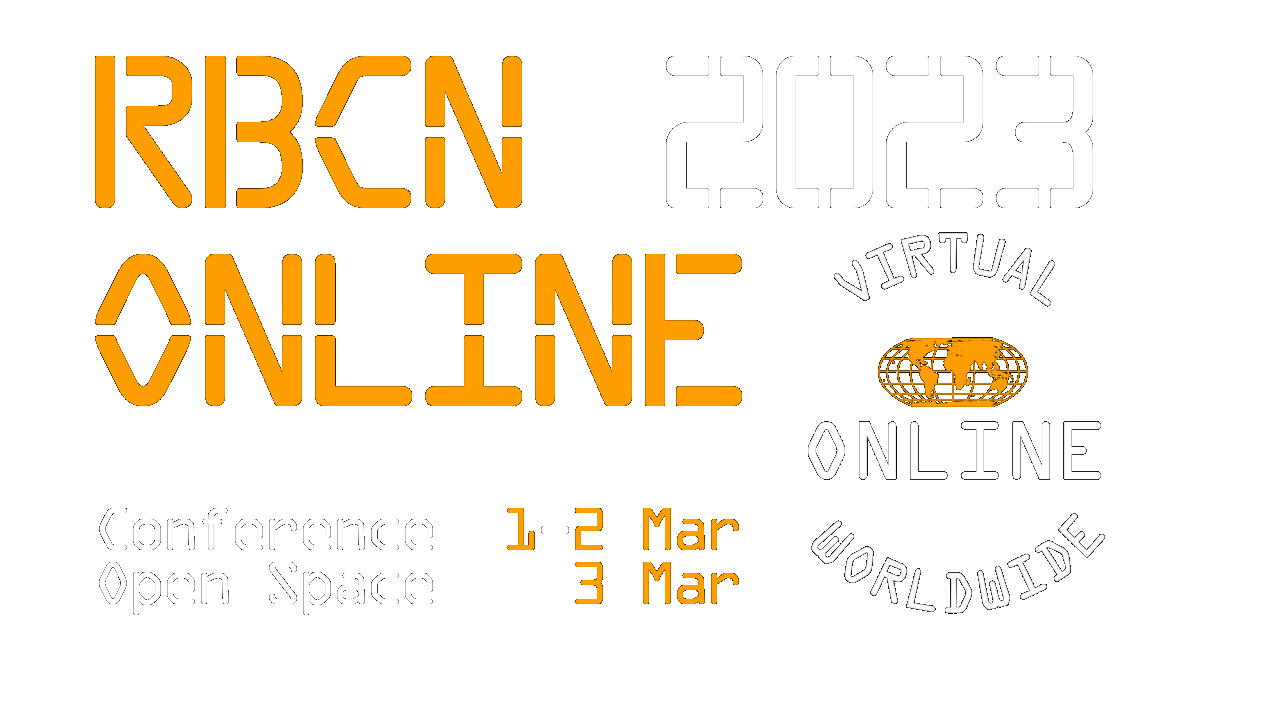 RBCN 2023
ONLINE
VIRTUAL
ONLINE
WORLDWIDE
Conference 1-2 Mar
Open Space 3 Mar